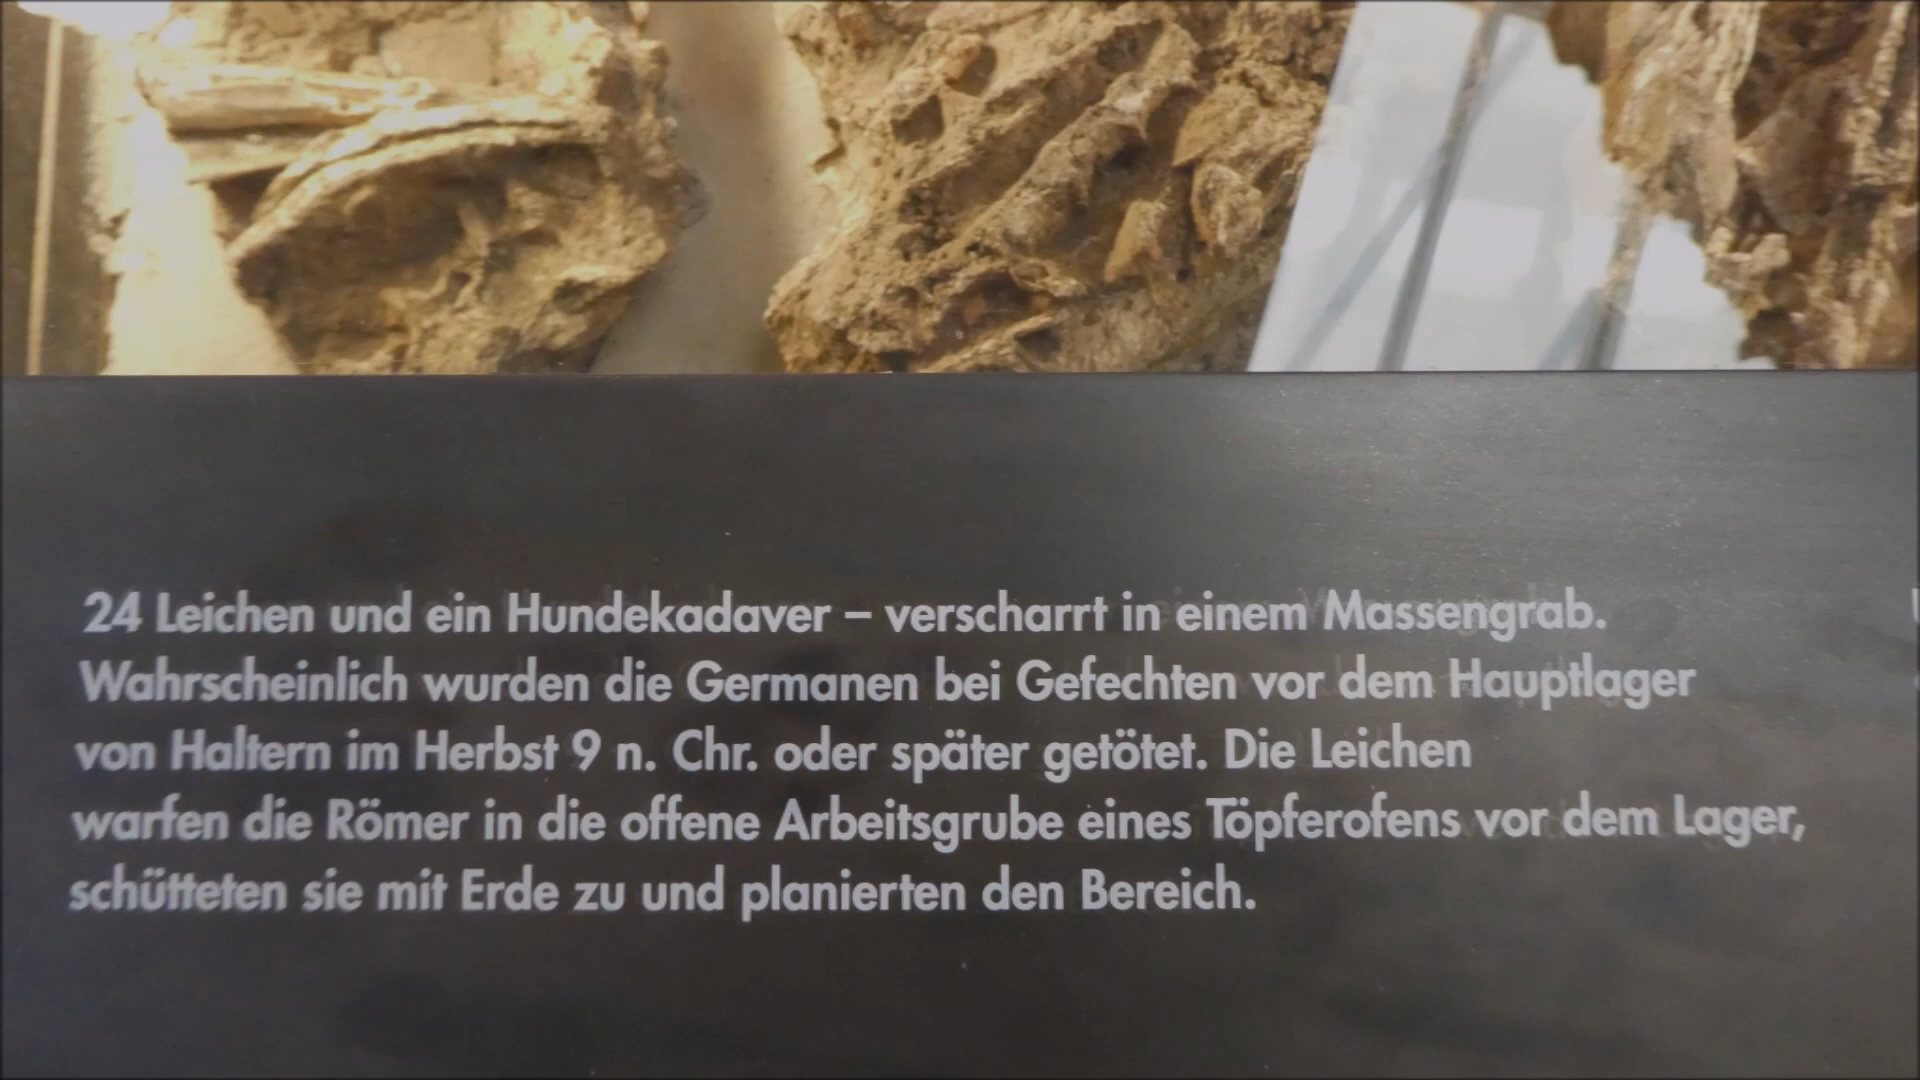 24 Leichen und ein Hundekadaver – verscharrt in einem Massengrab.
Wahrscheinlich wurden die Germanen bei Gefechten vor dem Hauptlager
von Haltern im Herbst 9 n. Chr. oder später getötet. Die Leichen
warfen die Römer in die offene Arbeitsgrube eines Töpferofens vor dem Lager,
schütteten sie mit Erde zu und planierten den Bereich.